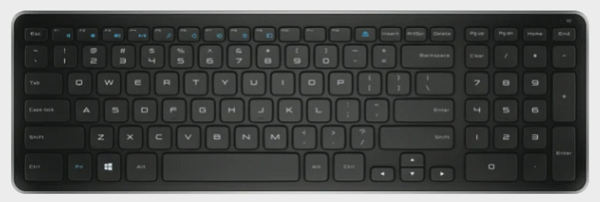 Esc Insert PrtScr Delete PgUp PgDn Home End
~ ! @ # $ % ^ & * ( ) _ + Backspace Clear / * -
` 1 2 3 4 5 6 7 8 9 0 - =
Tab Q W E R T Y U I O P { } | 7 8 9 +
[ ] \
Caps lock A S D F G H J K L : " Enter 4 5 6
; '
Shift Z X C V B N M < > ? Shift 1 2 3 Enter
, . /
Ctrl Fn Alt Alt Ctrl ◄ ▲ ▼ ► 0 .